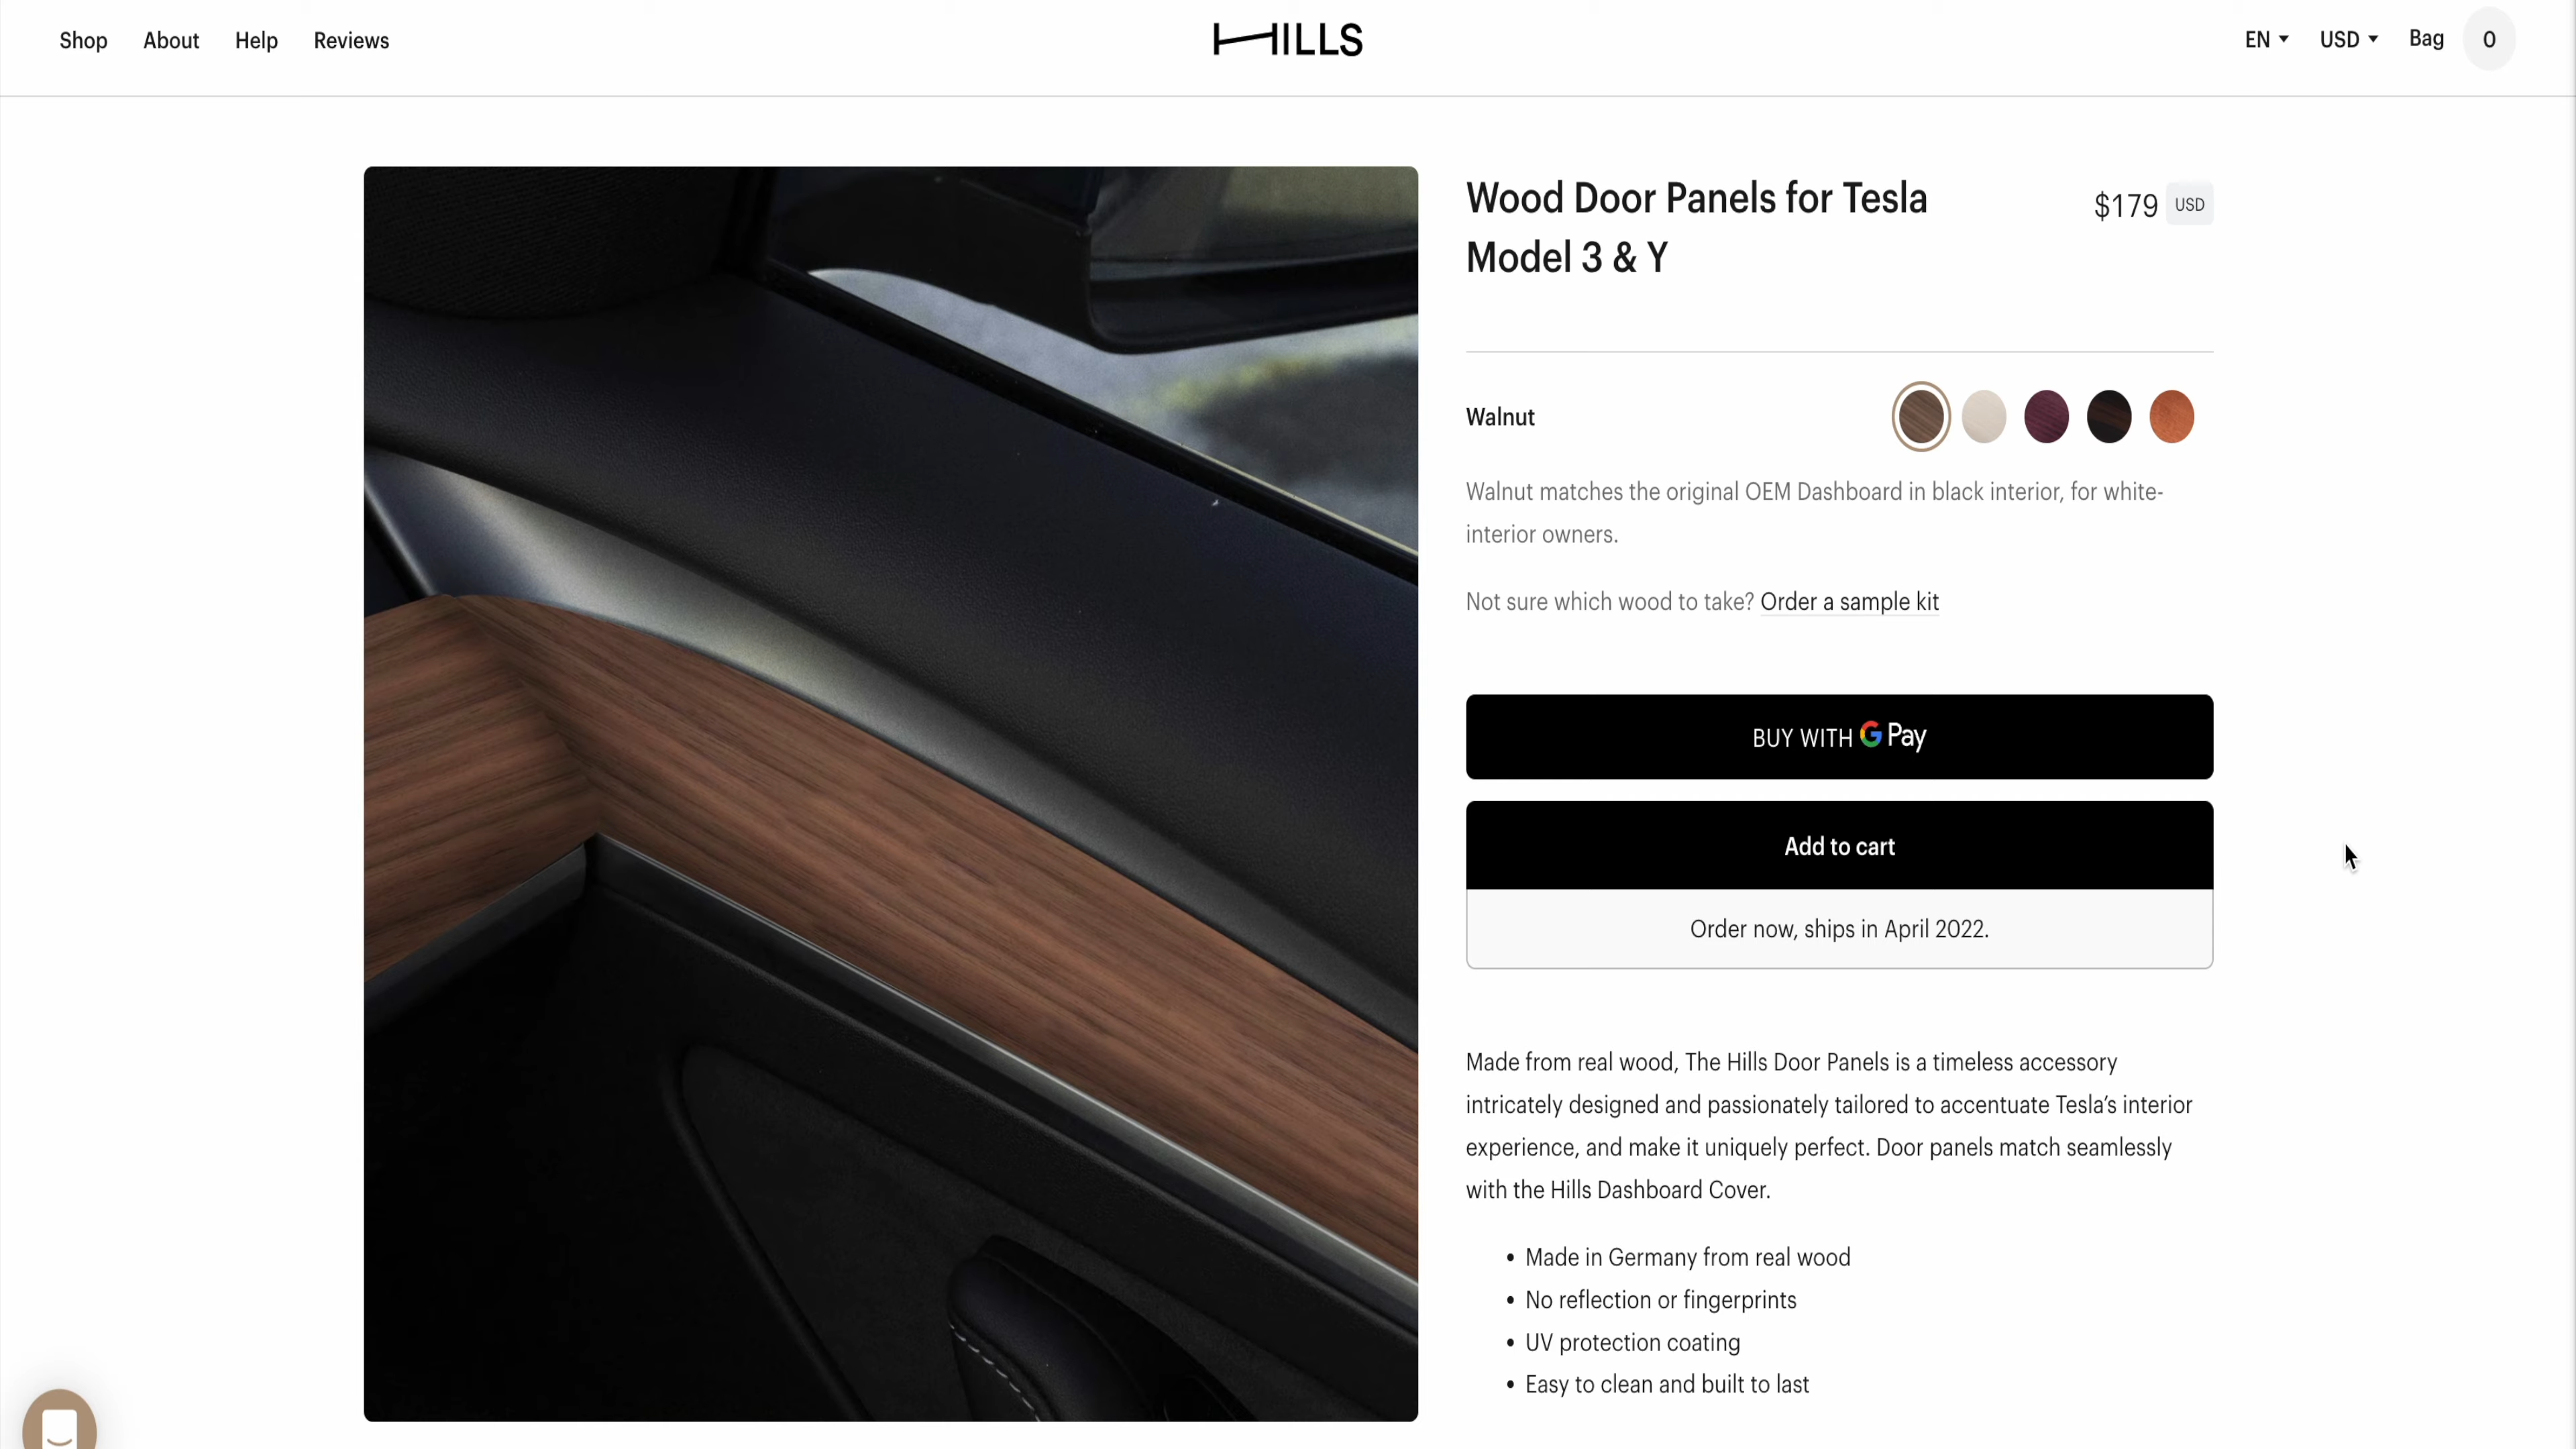 Shop About Help Reviews
HILLS
EN USD Bag 0
Wood Door Panels for Tesla
Model 3 & Y
$179 USD
Walnut
Walnut matches the original OEM Dashboard in black interior, for white-
interior owners.
Not sure which wood to take? Order a sample kit
BUY WITH G Pay
Add to cart
Order now, ships in April 2022.
Made from real wood, The Hills Door Panels is a timeless accessory
intricately designed and passionately tailored to accentuate Tesla’s interior
experience, and make it uniquely perfect. Door panels match seamlessly
with the Hills Dashboard Cover.
• Made in Germany from real wood
• No reflection or fingerprints
• UV protection coating
• Easy to clean and built to last